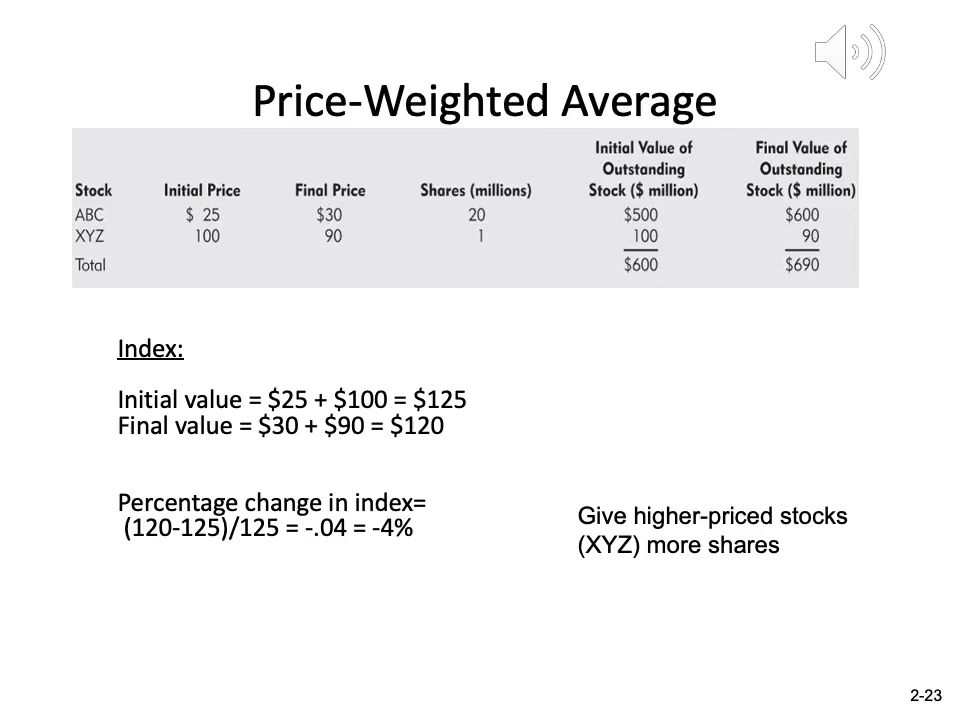 Price-Weighted Average
Initial Value of Final Value of
Outstanding Outstanding
Stock Initial Price Final Price Shares (millions) Stock ($ million) Stock ($ million)
ABC $ 25 $30 20 $500 $600
XYZ 100 90 1 100 90
Total $600 $690
Index:
Initial value = $25 + $100 = $125
Final value = $30 + $90 = $120
Percentage change in index=
(120-125)/125 = -.04 = -4%
Give higher-priced stocks
(XYZ) more shares
2-23